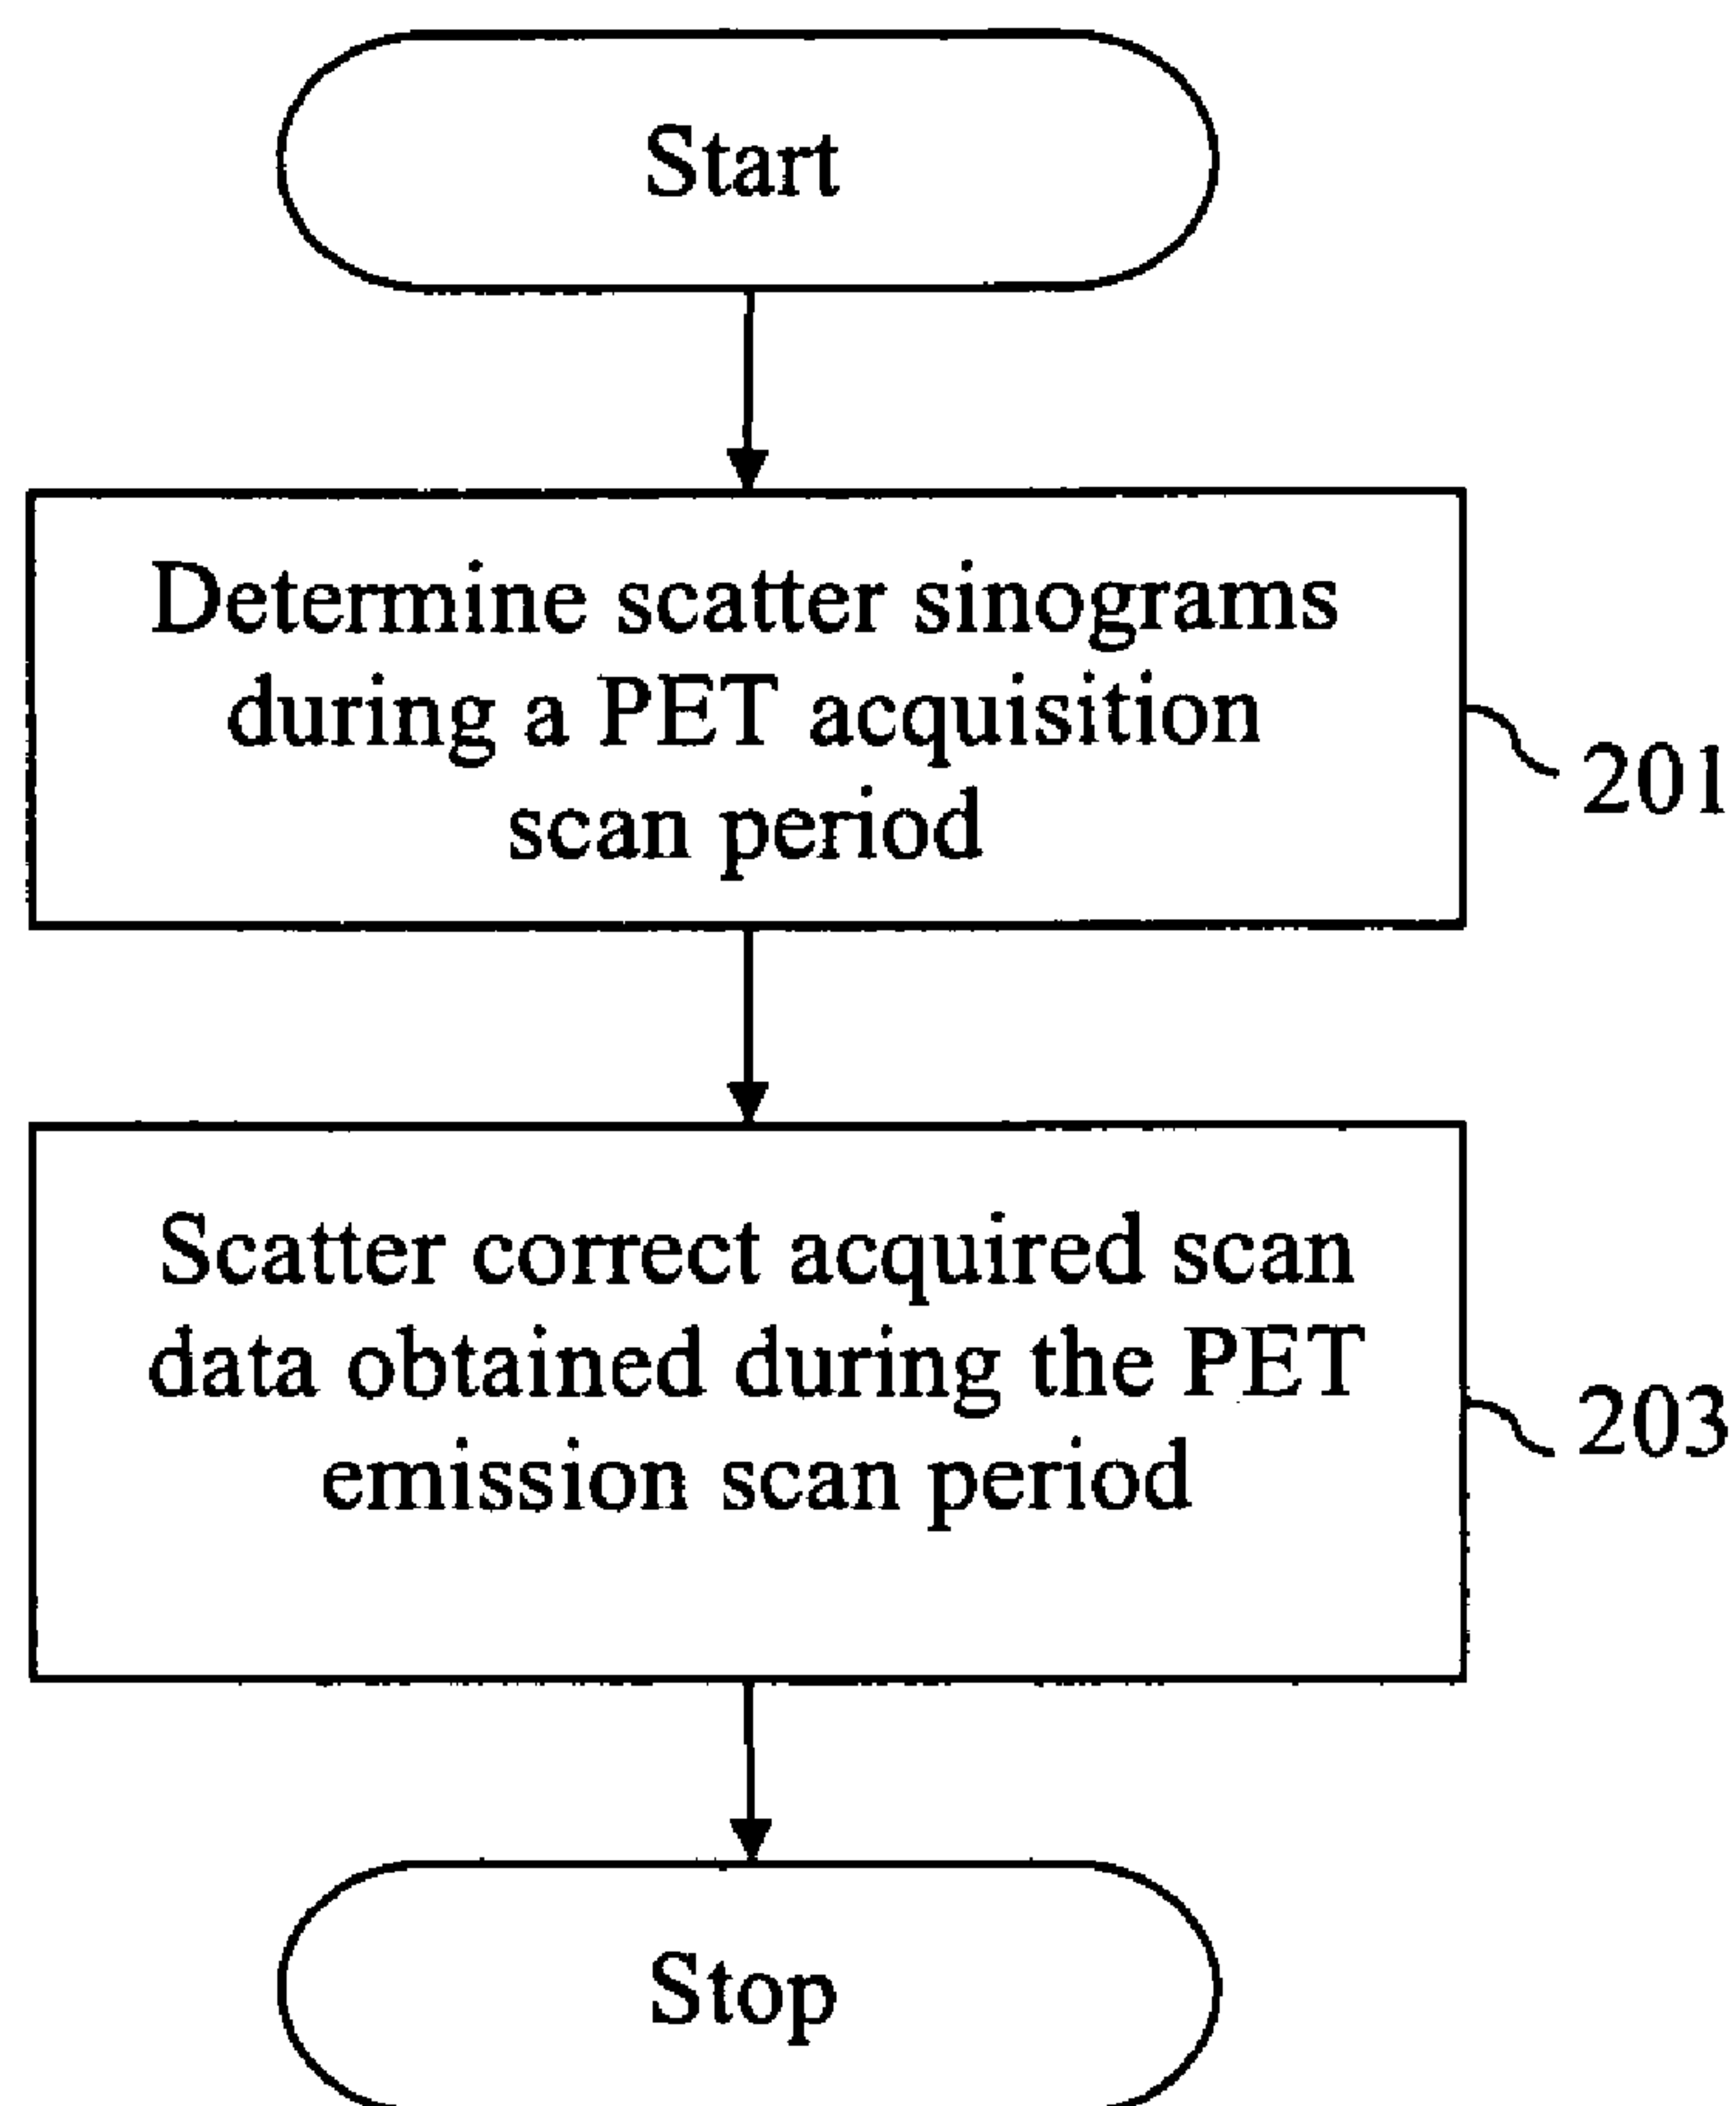 Start
Determine scatter sinograms
during a PET acquisition
scan period
201
Scatter correct acquired scan
data obtained during the PET
emission scan period
203
Stop